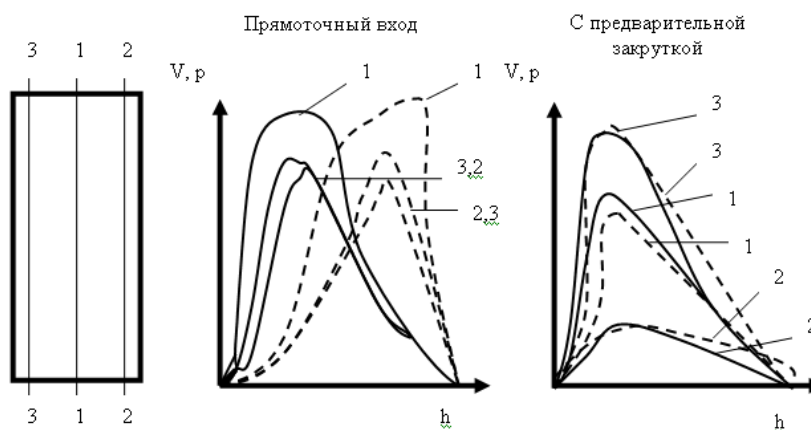 Прямоточный вход
С предварительной
закруткой
3 1 2
V, p
1
1
3,2
2,3
h
V, p
3
3
1
1
2
2
h
3 1 2